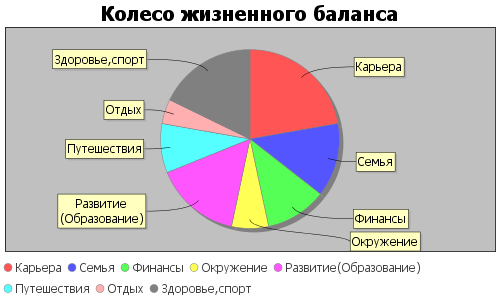 Колесо жизненного баланса
Здоровье,спорт
Карьера
Отдых
Путешествия
Семья
Развитие
(Образование)
Финансы
Окружение
Карьера Семья Финансы Окружение Развитие(Образование)
Путешествия Отдых Здоровье,спорт